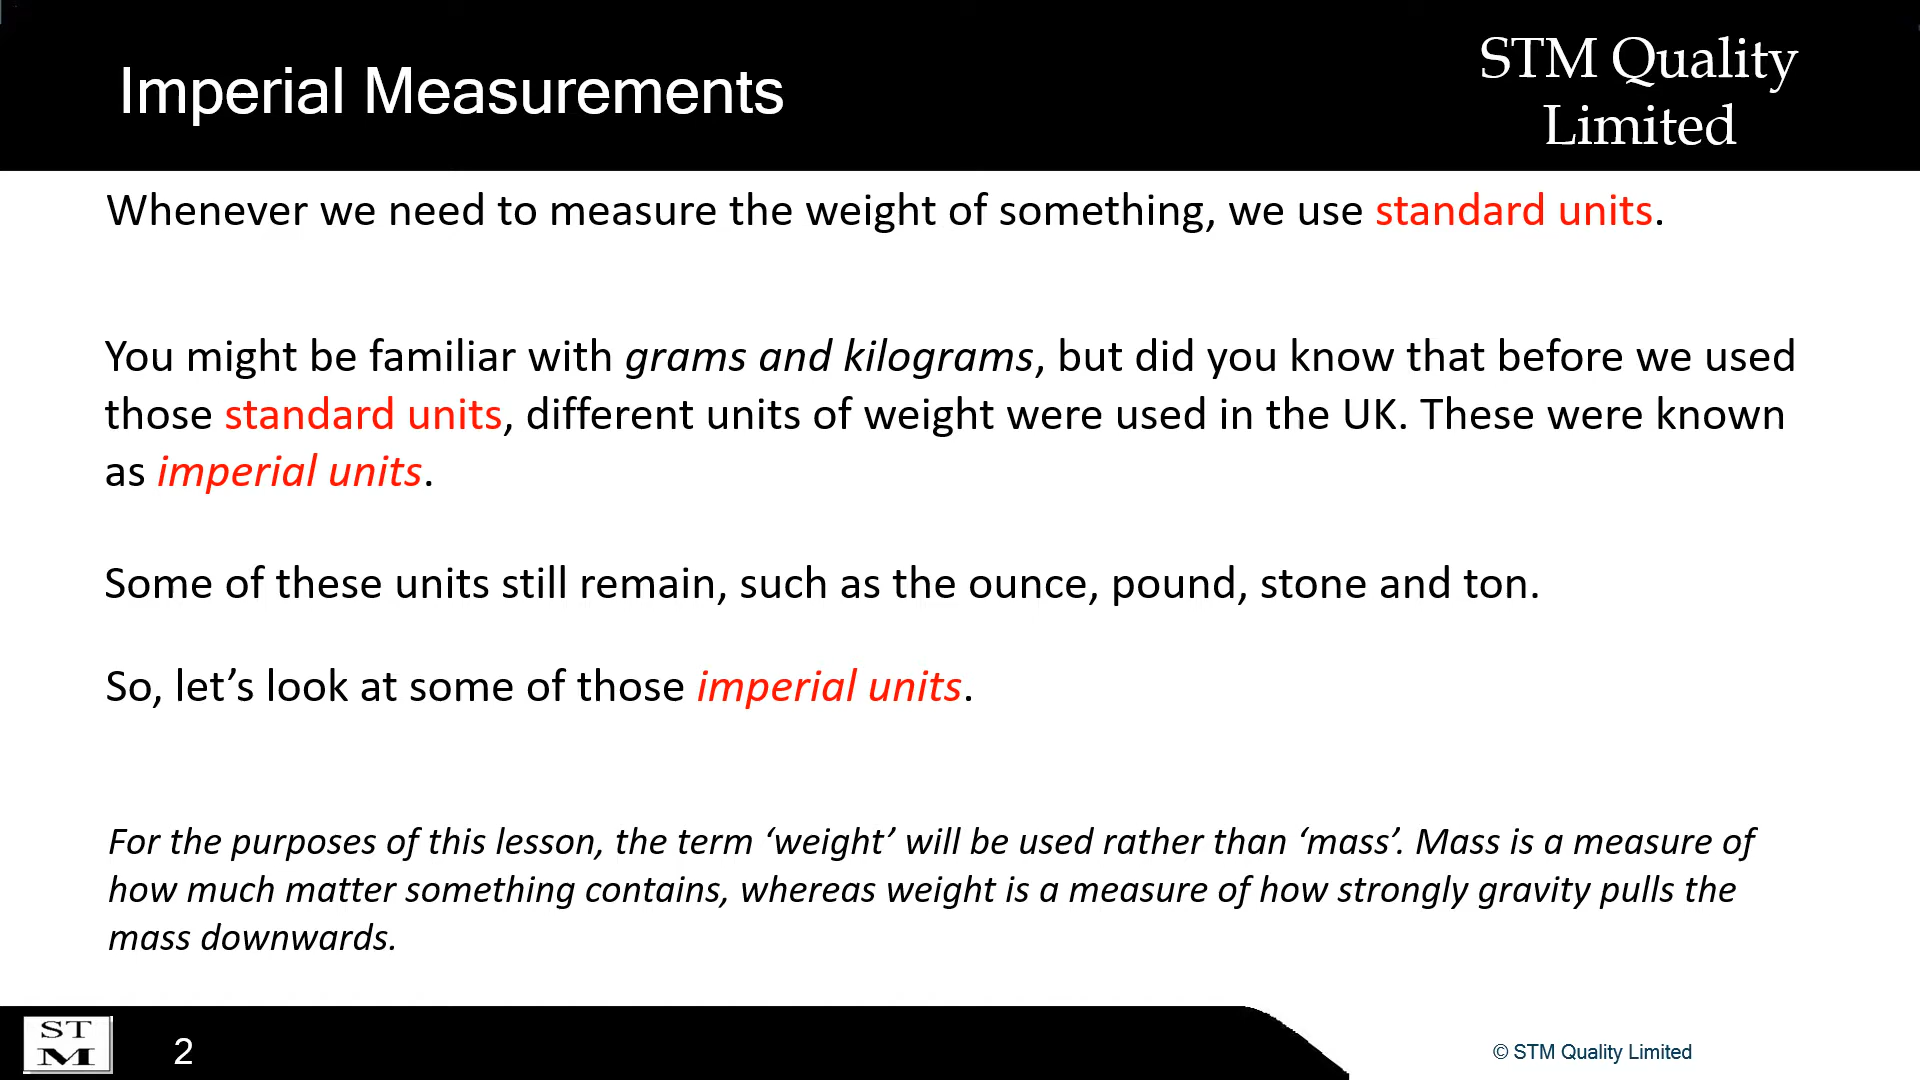 Imperial Measurements
STM Quality
Limited
Whenever we need to measure the weight of something, we use standard units.
You might be familiar with grams and kilograms, but did you know that before we used
those standard units, different units of weight were used in the UK. These were known
as imperial units.
Some of these units still remain, such as the ounce, pound, stone and ton.
So, let’s look at some of those imperial units.
For the purposes of this lesson, the term ‘weight’ will be used rather than ‘mass’. Mass is a measure of
how much matter something contains, whereas weight is a measure of how strongly gravity pulls the
mass downwards.
ST
M
2
© STM Quality Limited